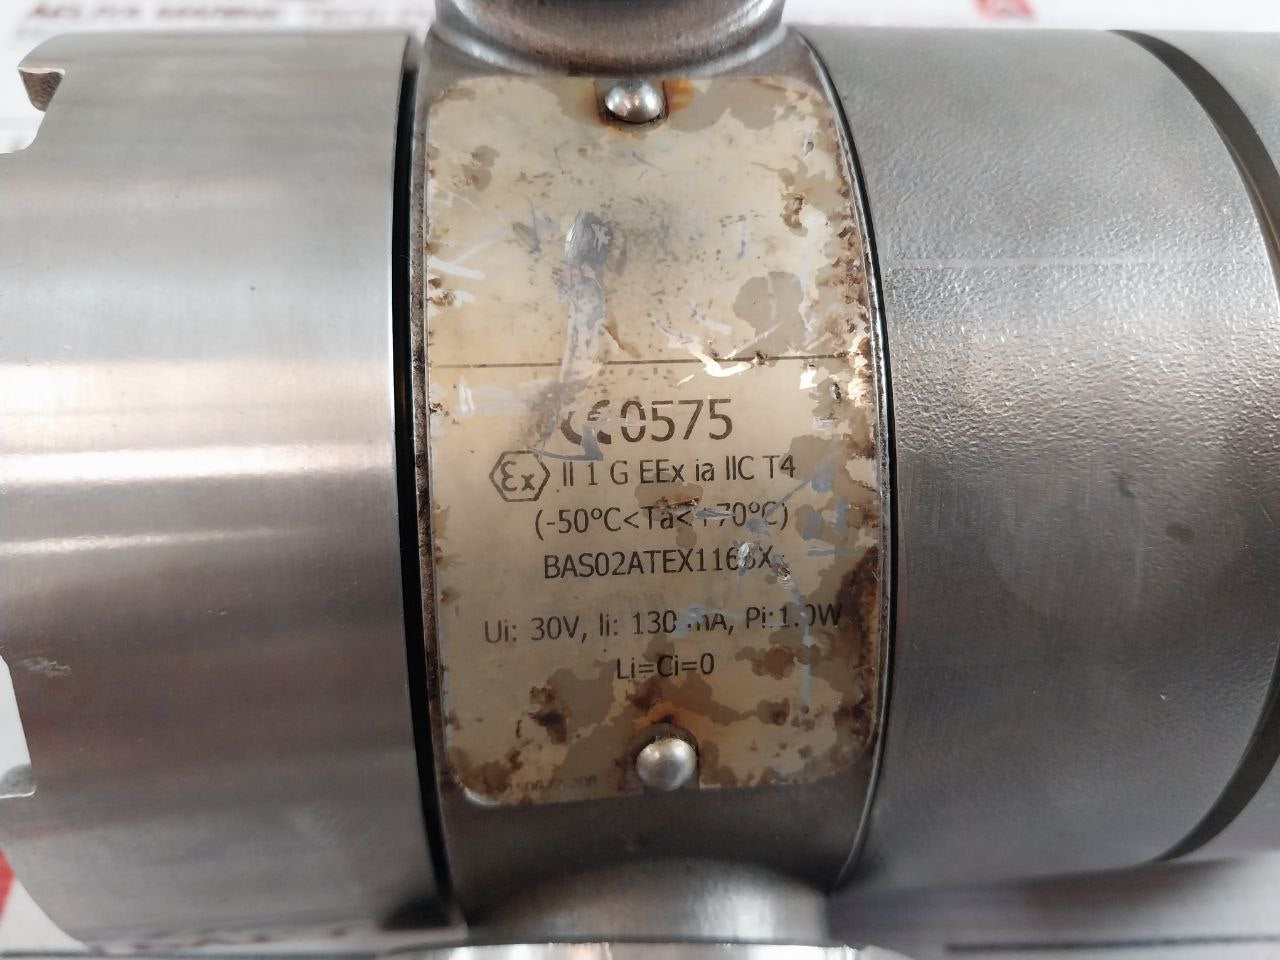 CE0575
Ex II 1 G EEx ia IIC T4
(-50°C<Ta<+70°C)
Ui: 30V, Ii: 130 mA, Pi:1.0W
Li=Ci=0